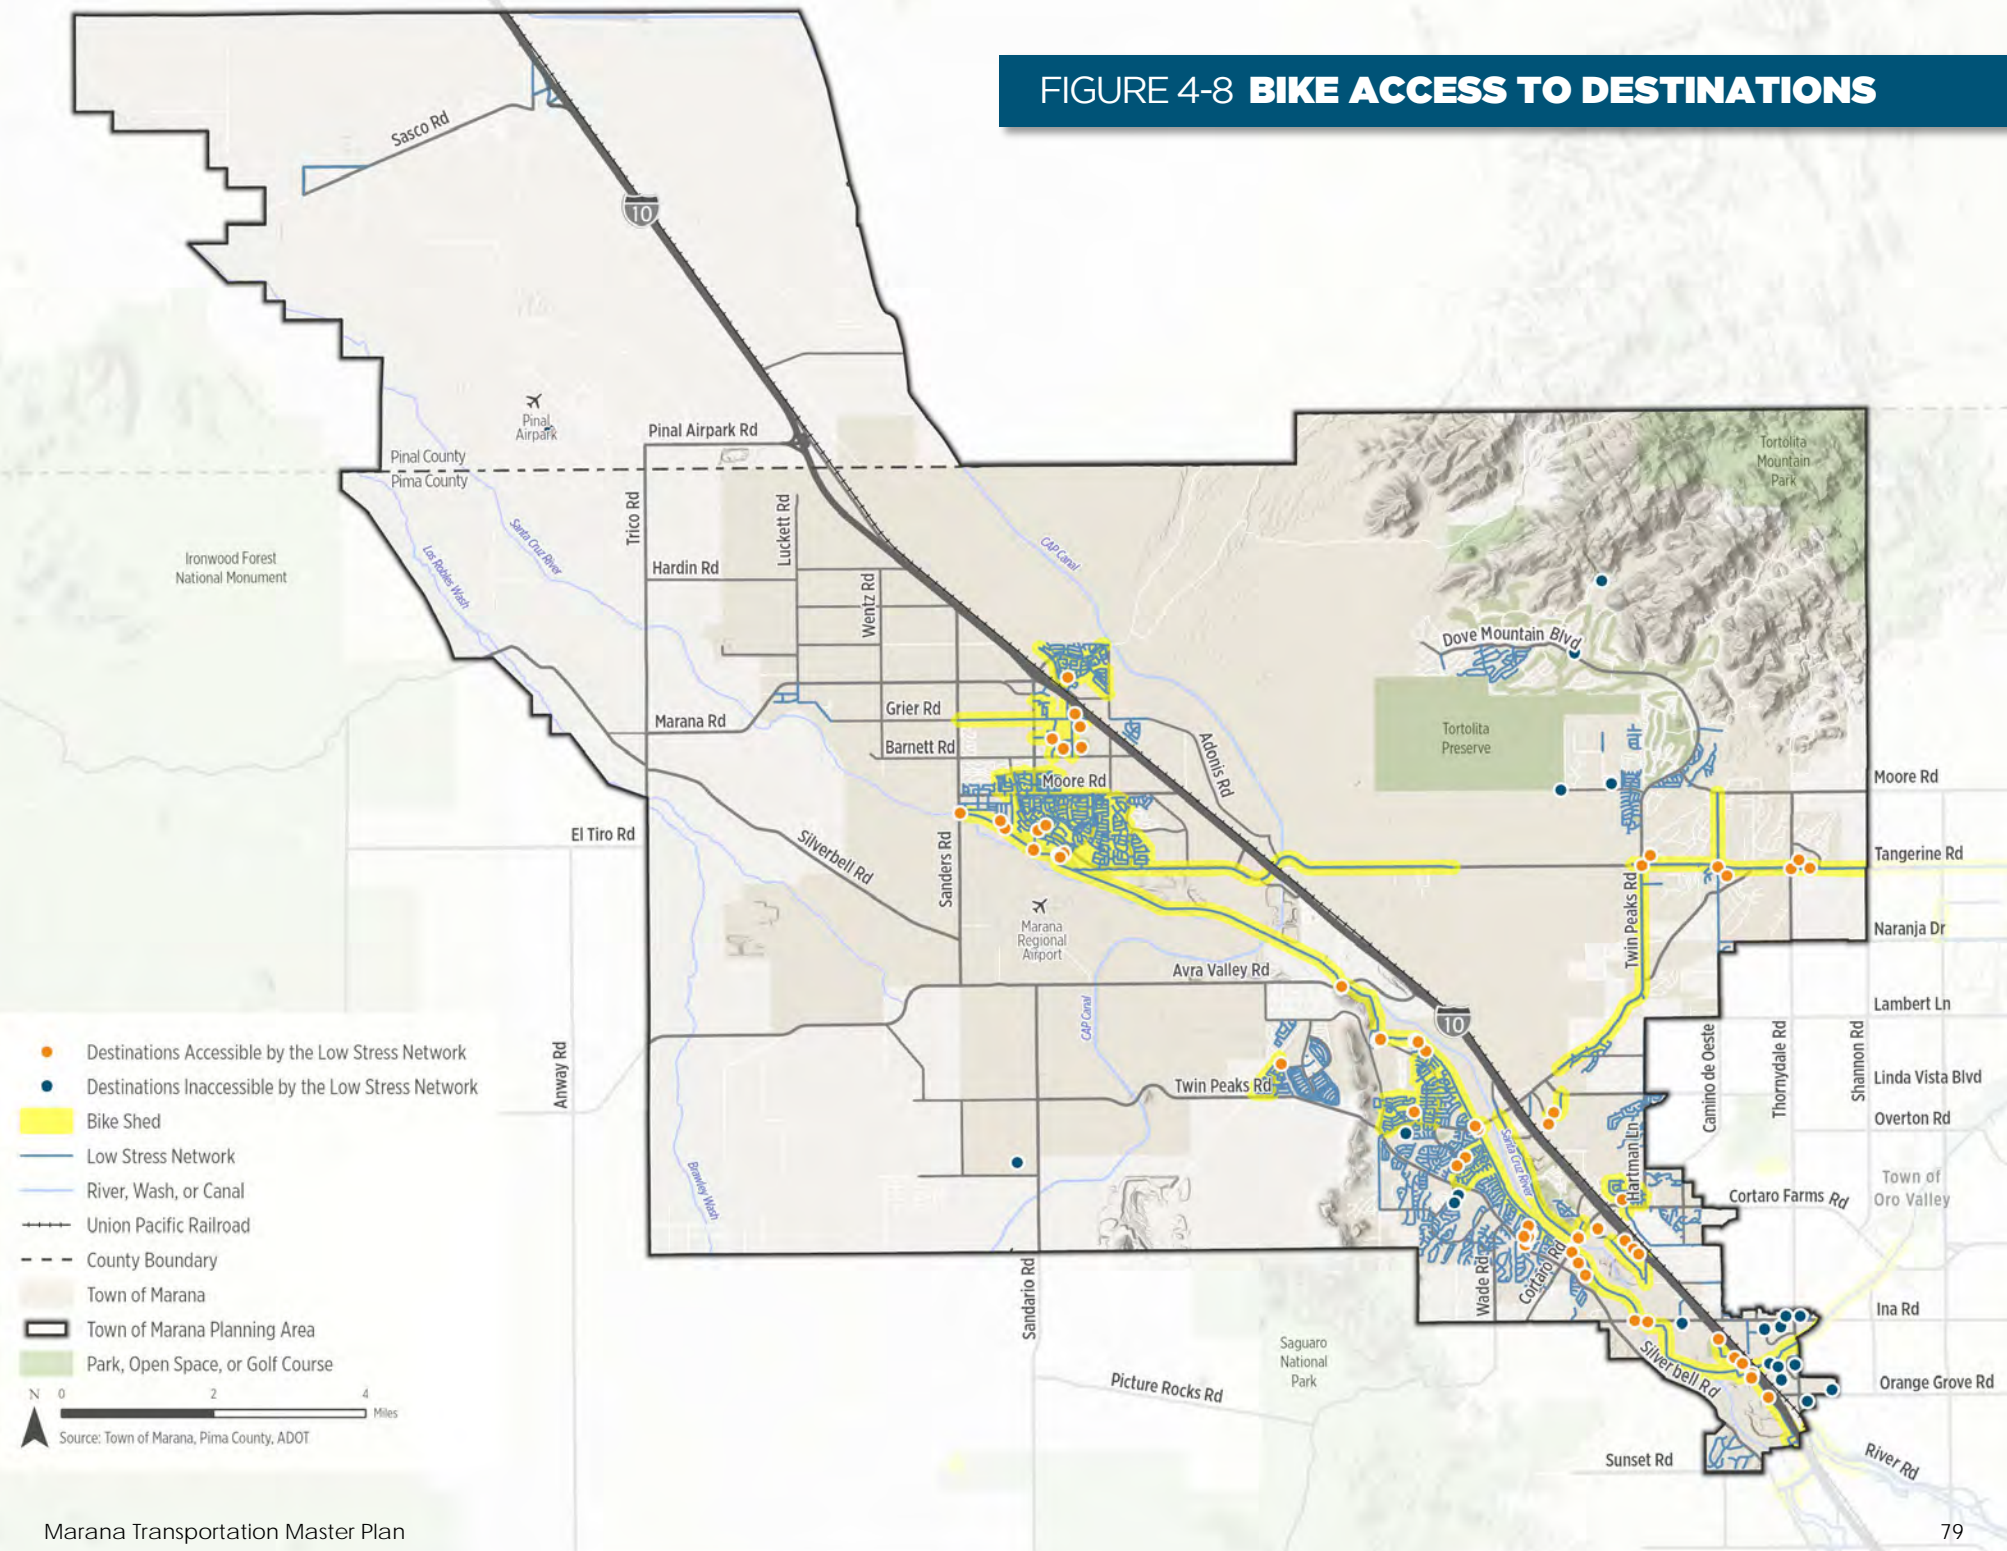 FIGURE 4-8 BIKE ACCESS TO DESTINATIONS
Sasco Rd
10
Pinal
Airpark
Pinal Airpark Rd
Pinal County
Pima County
Tortolita
Mountain
Park
Trico Rd
Luckett Rd
Santa Cruz River
Los Robles Wash
CAP Canal
Ironwood Forest
National Monument
Hardin Rd
Wentz Rd
Dove Mountain Blvd
Marana Rd
Grier Rd
Barnett Rd
Adonis Rd
Tortolita
Preserve
Moore Rd
Moore Rd
El Tiro Rd
Silverbell Rd
Sanders Rd
Tangerine Rd
Twin Peaks Rd
Marana
Regional
Airport
Naranja Dr
Avra Valley Rd
CAP Canal
10
Lambert Ln
Camino de Oeste
Thornydale Rd
Shannon Rd
Anway Rd
Twin Peaks Rd
Linda Vista Blvd
Overton Rd
Santa Cruz River
Hartman Ln
Brawley Wash
Town of
Oro Valley
Cortaro Farms Rd
Wade Rd
Cortaro Rd
Sandario Rd
Ina Rd
Saguaro
National
Park
Silverbell Rd
Picture Rocks Rd
Orange Grove Rd
Sunset Rd
River Rd
Destinations Accessible by the Low Stress Network
Destinations Inaccessible by the Low Stress Network
Bike Shed
Low Stress Network
River, Wash, or Canal
Union Pacific Railroad
County Boundary
Town of Marana
Town of Marana Planning Area
Park, Open Space, or Golf Course
N 0 2 4
Miles
Source: Town of Marana, Pima County, ADOT
Marana Transportation Master Plan
79